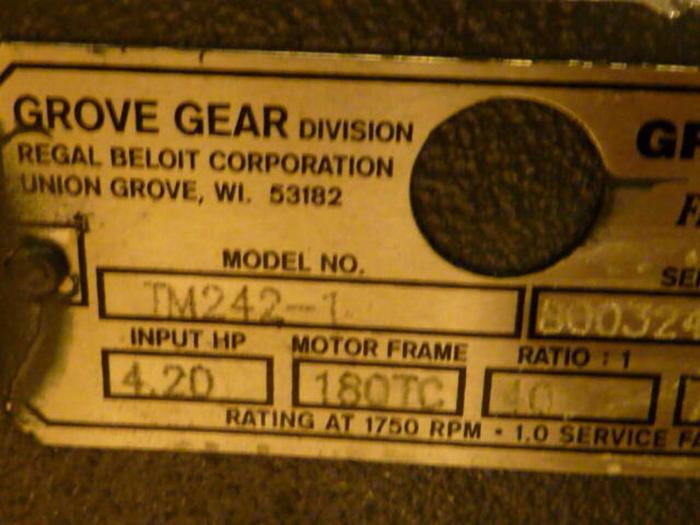 GROVE GEAR DIVISION
REGAL BELOIT CORPORATION
UNION GROVE, WI. 53182
MODEL NO.
TM242-1
INPUT HP MOTOR FRAME RATIO : 1
4.20 180TC 40
RATING AT 1750 RPM · 1.0 SERVICE